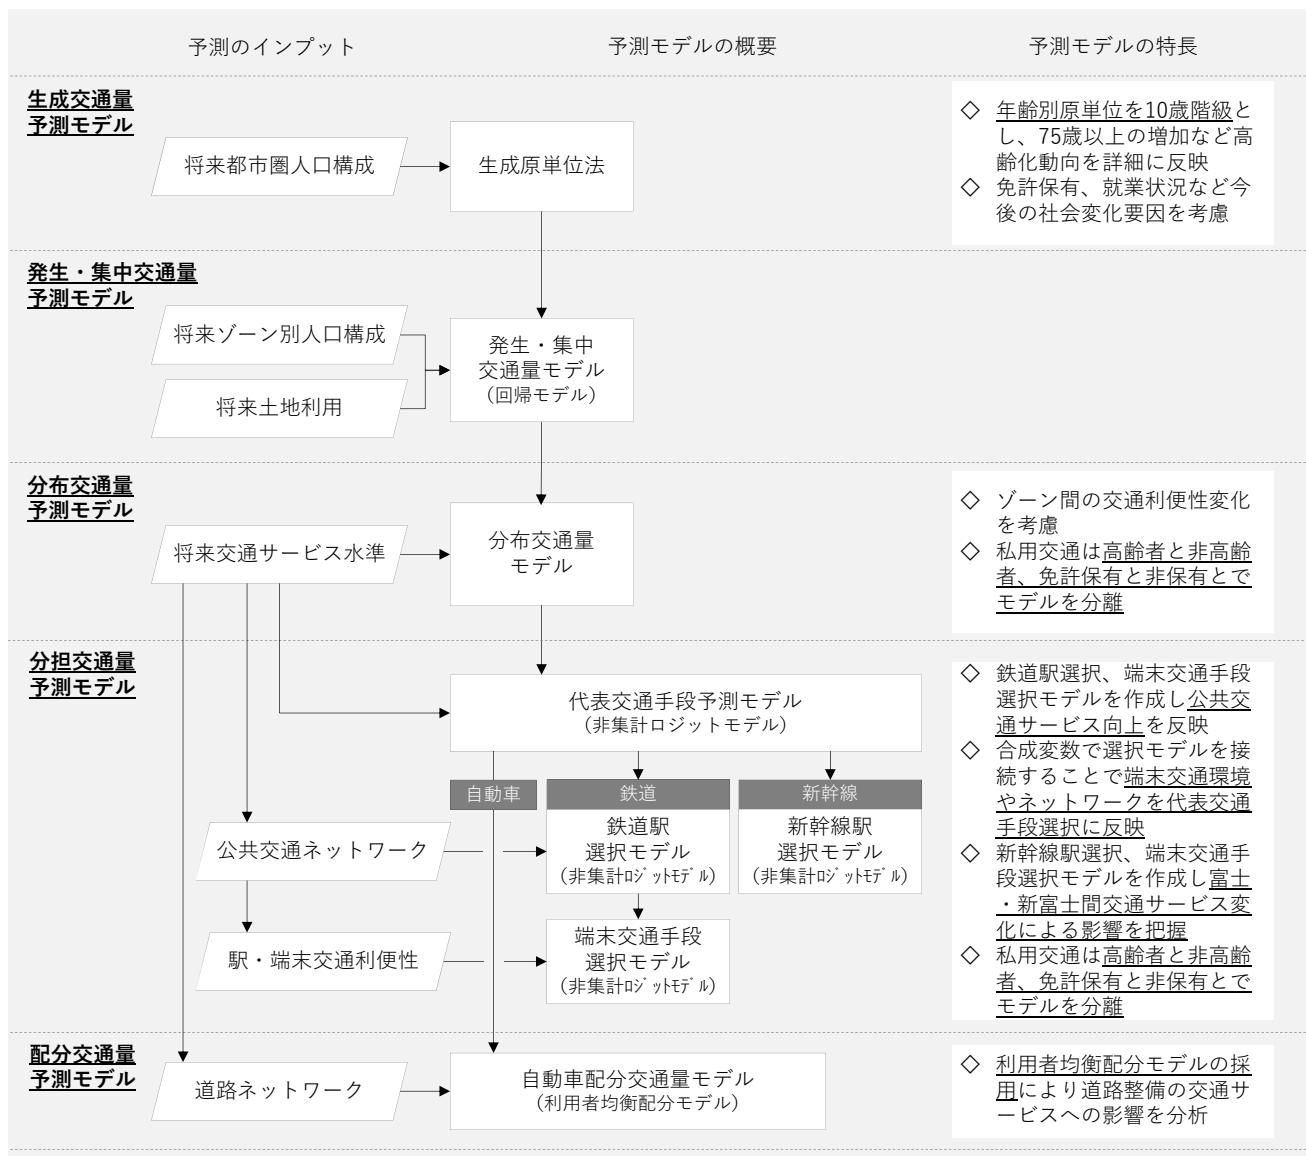 予測のインプット
予測モデルの概要
予測モデルの特長
生成交通量
予測モデル
将来都市圏人口構成
生成原単位法
◇ 年齢別原単位を10歳階級と
し、75歳以上の増加など高
齢化動向を詳細に反映
◇ 免許保有、就業状況など今
後の社会変化要因を考慮
発生・集中交通量
予測モデル
将来ゾーン別人口構成
将来土地利用
発生・集中
交通量モデル
（回帰モデル）
分布交通量
予測モデル
将来交通サービス水準
分布交通量
モデル
◇ ゾーン間の交通利便性変化
を考慮
◇ 私用交通は高齢者と非高齢
者、免許保有と非保有とで
モデルを分離
分担交通量
予測モデル
代表交通手段予測モデル
（非集計ロジットモデル）
自動車
鉄道
新幹線
公共交通ネットワーク
鉄道駅
選択モデル
（非集計ﾛｼﾞｯﾄﾓﾃﾞﾙ）
新幹線駅
選択モデル
（非集計ﾛｼﾞｯﾄﾓﾃﾞﾙ）
駅・端末交通利便性
端末交通手段
選択モデル
（非集計ﾛｼﾞｯﾄﾓﾃﾞﾙ）
◇ 鉄道駅選択、端末交通手段
選択モデルを作成し公共交
通サービス向上を反映
◇ 合成変数で選択モデルを接
続することで端末交通環境
やネットワークを代表交通
手段選択に反映
◇ 新幹線駅選択、端末交通手
段選択モデルを作成し富士
・新富士間交通サービス変
化による影響を把握
◇ 私用交通は高齢者と非高齢
者、免許保有と非保有とで
モデルを分離
配分交通量
予測モデル
道路ネットワーク
自動車配分交通量モデル
（利用者均衡配分モデル）
◇ 利用者均衡配分モデルの採
用により道路整備の交通サ
ービスへの影響を分析